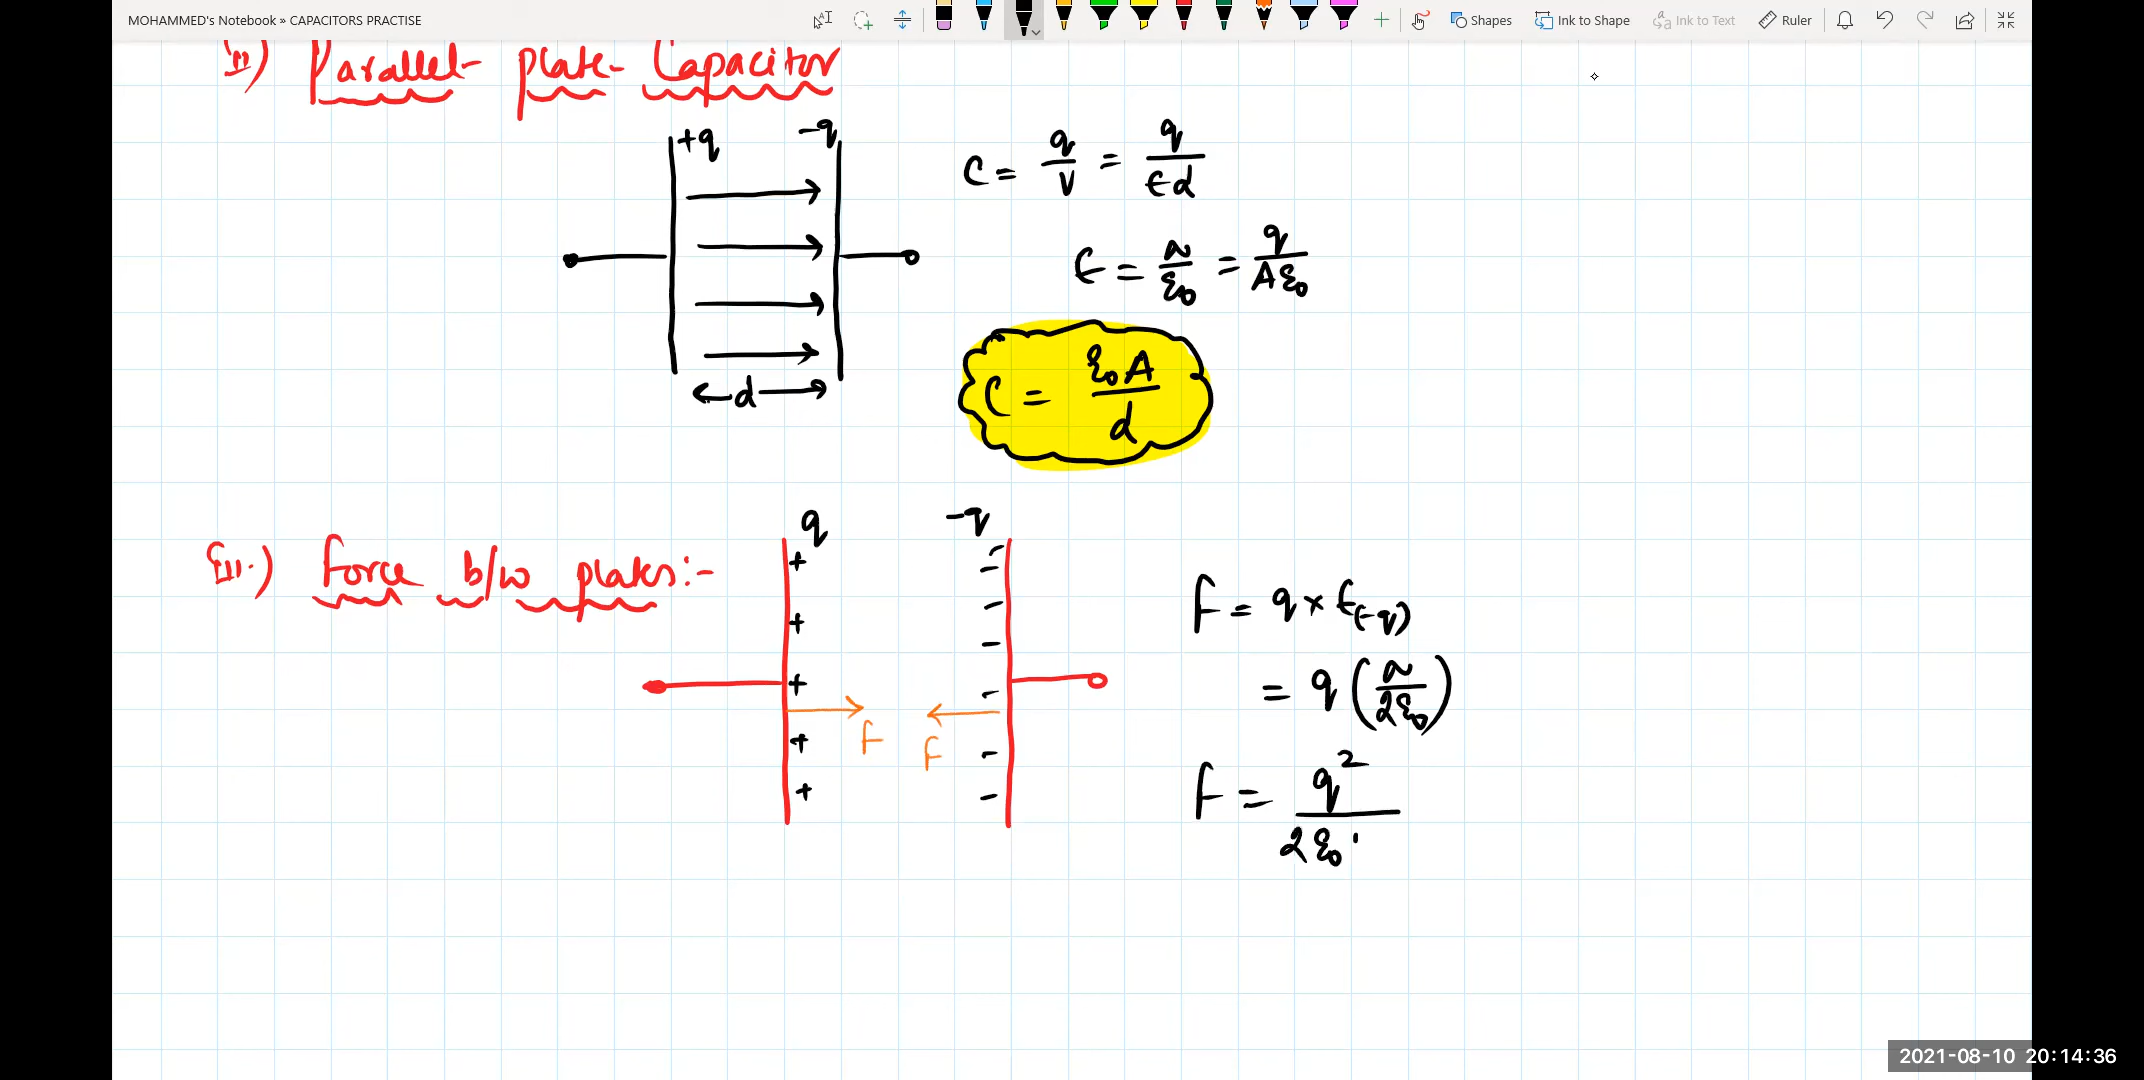 MOHAMMED's Notebook » CAPACITORS PRACTISE
Shapes
Ink to Shape
Ink to Text
Ruler
II) Parallel- plate- Capacitor
+q -q
C = q/V = q/Ed
E = σ/ε₀ = q/Aε₀
d
C = ε₀A/d
III.) Force b/w plates:-
q -q
F = q × E(-q)
= q (σ/2ε₀)
F F
F = q²/2ε₀
2021-08-10 20:14:36